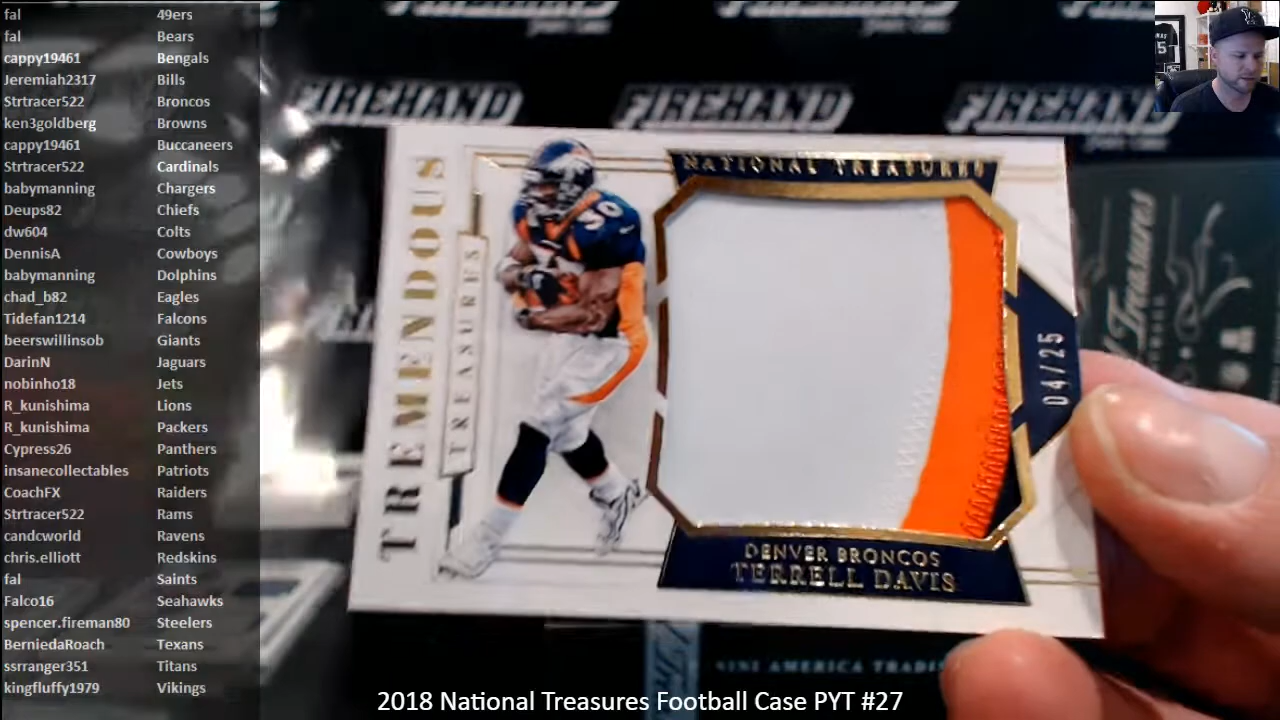 fal 49ers
fal Bears
cappy19461 Bengals
Jeremiah2317 Bills
Strtracer522 Broncos
ken3goldberg Browns
cappy19461 Buccaneers
Strtracer522 Cardinals
babymanning Chargers
Deups82 Chiefs
dw604 Colts
DennisA Cowboys
babymanning Dolphins
chad_b82 Eagles
Tidefan1214 Falcons
beerswillinsob Giants
DarinN Jaguars
nobinho18 Jets
R_kunishima Lions
R_kunishima Packers
Cypress26 Panthers
insanecollectables Patriots
CoachFX Raiders
Strtracer522 Rams
candcworld Ravens
chris.elliott Redskins
fal Saints
Falco16 Seahawks
spencer.fireman80 Steelers
BerniedaRoach Texans
ssrranger351 Titans
kingfluffy1979 Vikings
FIREHAND FIREHAND FIREHAND
TREMENDOUS
TREASURES
30
NATIONAL TREASURES
04/25
DENVER BRONCOS
TERRELL DAVIS
Treasures
AMERICA
2018 National Treasures Football Case PYT #27